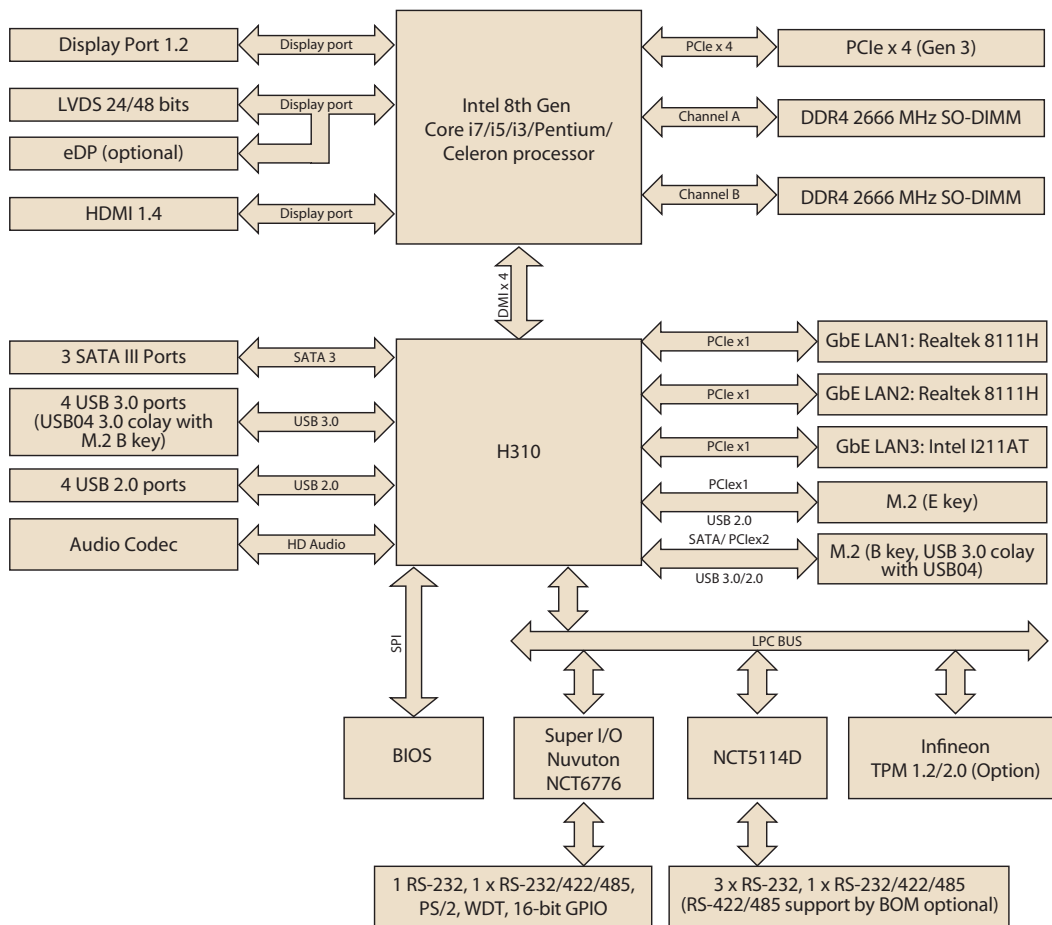 Display Port 1.2
Display port
LVDS 24/48 bits
Display port
eDP (optional)
HDMI 1.4
Display port
Intel 8th Gen
Core i7/i5/i3/Pentium/
Celeron processor
PCIe x 4
PCIe x 4 (Gen 3)
Channel A
DDR4 2666 MHz SO-DIMM
Channel B
DDR4 2666 MHz SO-DIMM
DMI x 4
3 SATA III Ports
SATA 3
4 USB 3.0 ports
(USB04 3.0 colay with
M.2 B key)
USB 3.0
4 USB 2.0 ports
USB 2.0
Audio Codec
HD Audio
H310
PCIe x1
GbE LAN1: Realtek 8111H
PCIe x1
GbE LAN2: Realtek 8111H
PCIe x1
GbE LAN3: Intel I211AT
PCIex1
USB 2.0
M.2 (E key)
SATA/ PCIex2
USB 3.0/2.0
M.2 (B key, USB 3.0 colay
with USB04)
SPI
LPC BUS
BIOS
Super I/O
Nuvuton
NCT6776
NCT5114D
Infineon
TPM 1.2/2.0 (Option)
1 RS-232, 1 x RS-232/422/485,
PS/2, WDT, 16-bit GPIO
3 x RS-232, 1 x RS-232/422/485
(RS-422/485 support by BOM optional)